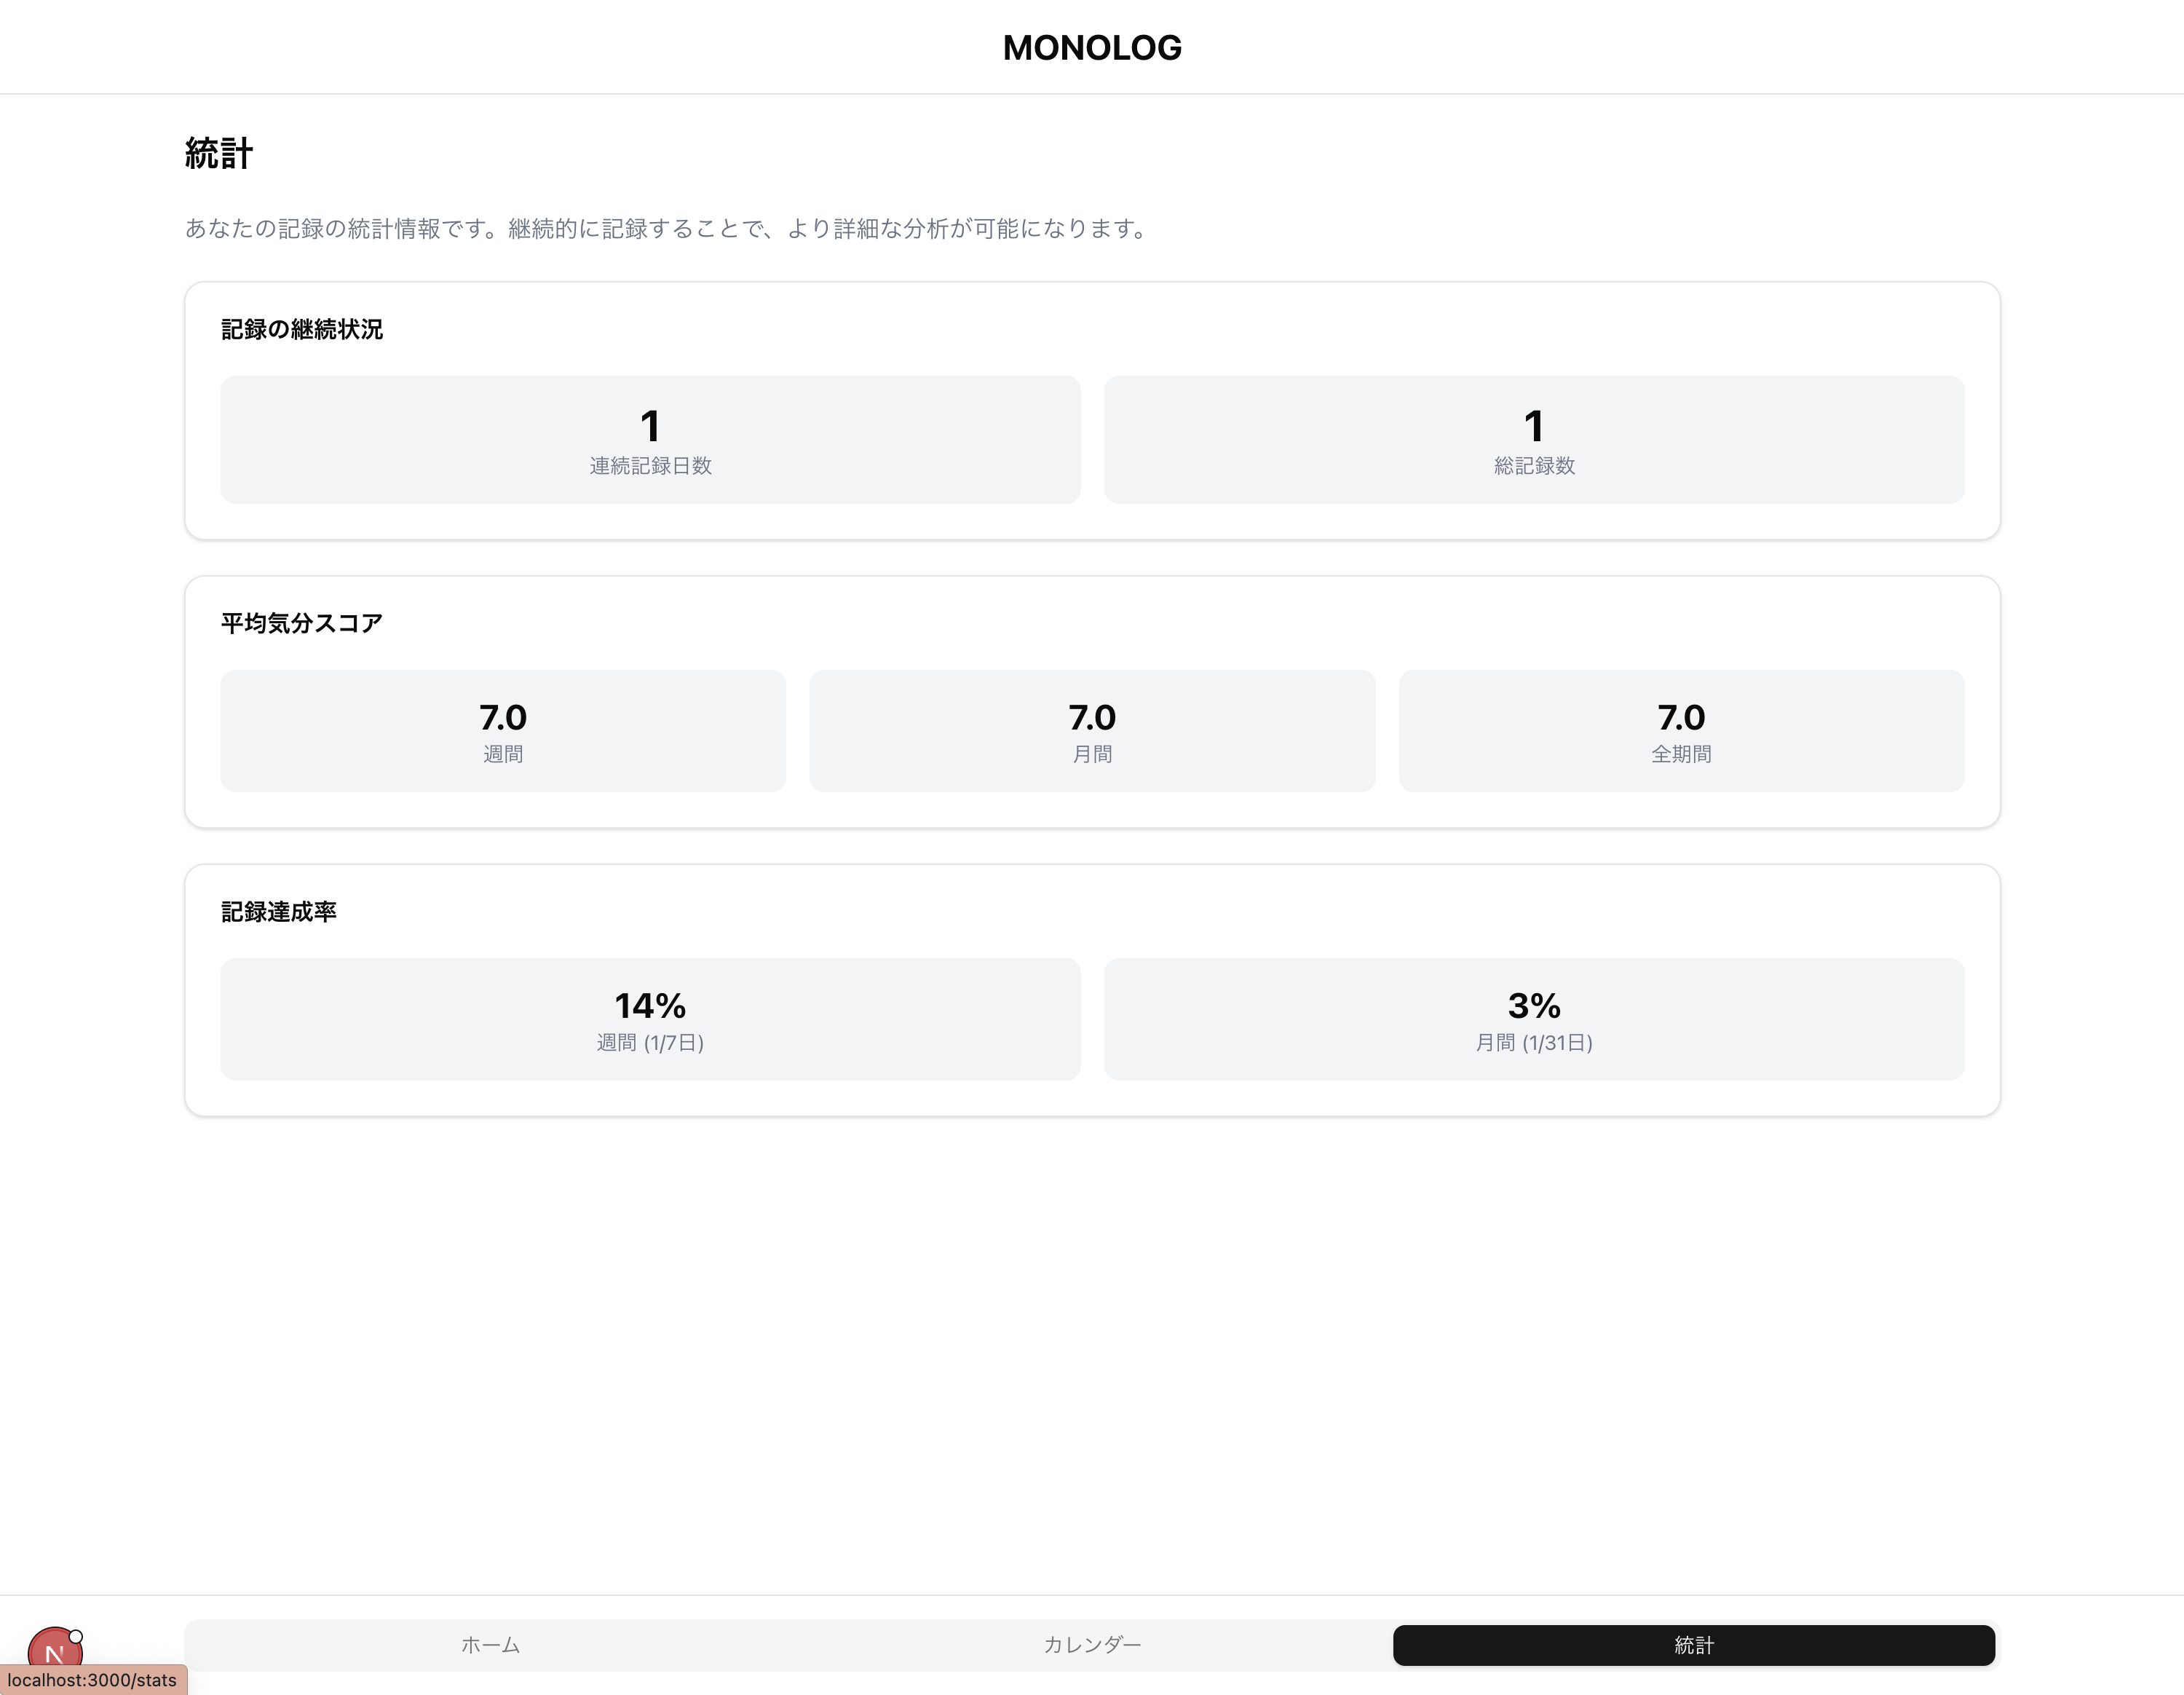 MONOLOG
統計
あなたの記録の統計情報です。継続的に記録することで、より詳細な分析が可能になります。
記録の継続状況
1
連続記録日数
1
総記録数
平均気分スコア
7.0
週間
7.0
月間
7.0
全期間
記録達成率
14%
週間 (1/7日)
3%
月間 (1/31日)
ホーム
カレンダー
統計
N
localhost:3000/stats